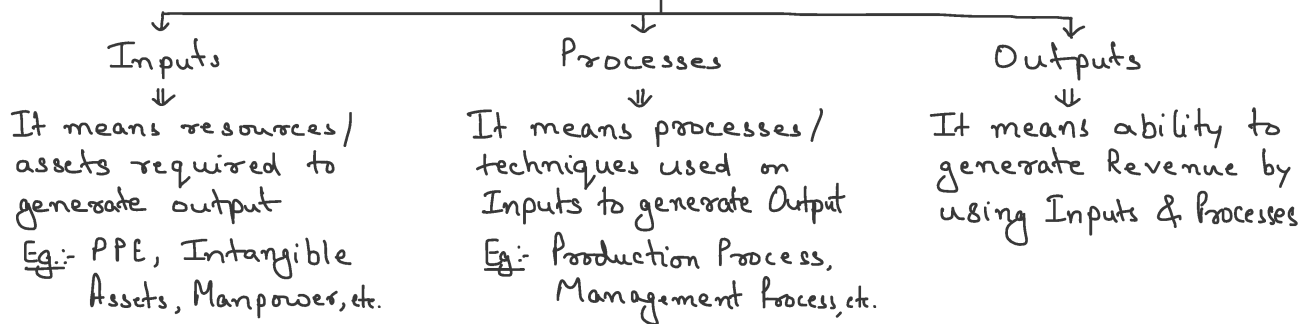 Inputs
It means resources/
assets required to
generate output
Eg:- PPE, Intangible
Assets, Manpower, etc.
Processes
It means processes/
techniques used on
Inputs to generate Output
Eg:- Production Process,
Management Process, etc.
Outputs
It means ability to
generate Revenue by
using Inputs & Processes